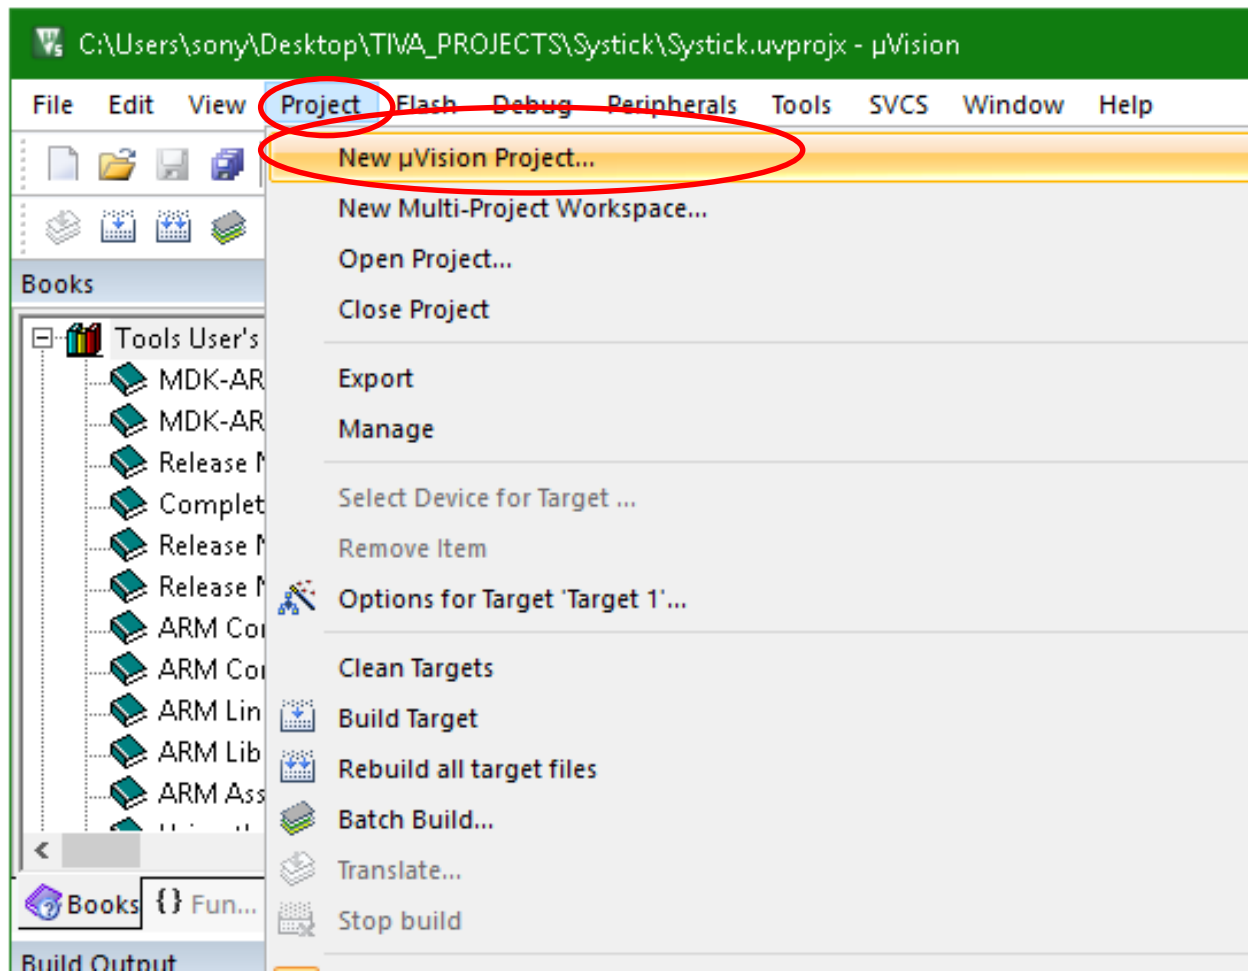 C:\Users\sony\Desktop\TIVA_PROJECTS\Systick\Systick.uvprojx - µVision
File Edit View Project Flash Debug Peripherals Tools SVCS Window Help
New µVision Project...
New Multi-Project Workspace...
Open Project...
Close Project
Export
Manage
Select Device for Target ...
Remove Item
Options for Target 'Target 1'...
Clean Targets
Build Target
Rebuild all target files
Batch Build...
Translate...
Stop build
Books
Tools User's
MDK-AR
MDK-AR
Release
Complet
Release
Release
ARM Co
ARM Co
ARM Lin
ARM Lib
ARM Ass
Books {} Fun...
Build Output